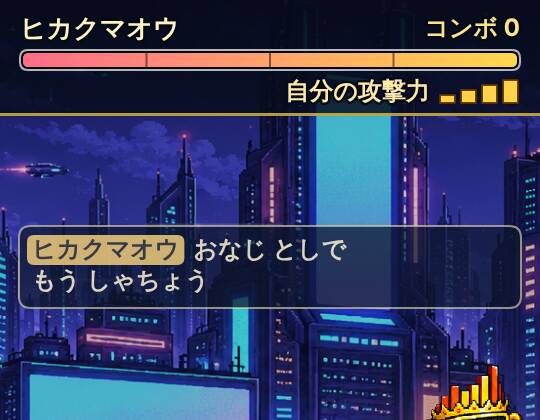 ヒカクマオウ
コンボ 0
自分の攻撃力
ヒカクマオウ おなじ としで
もう しゃちょう